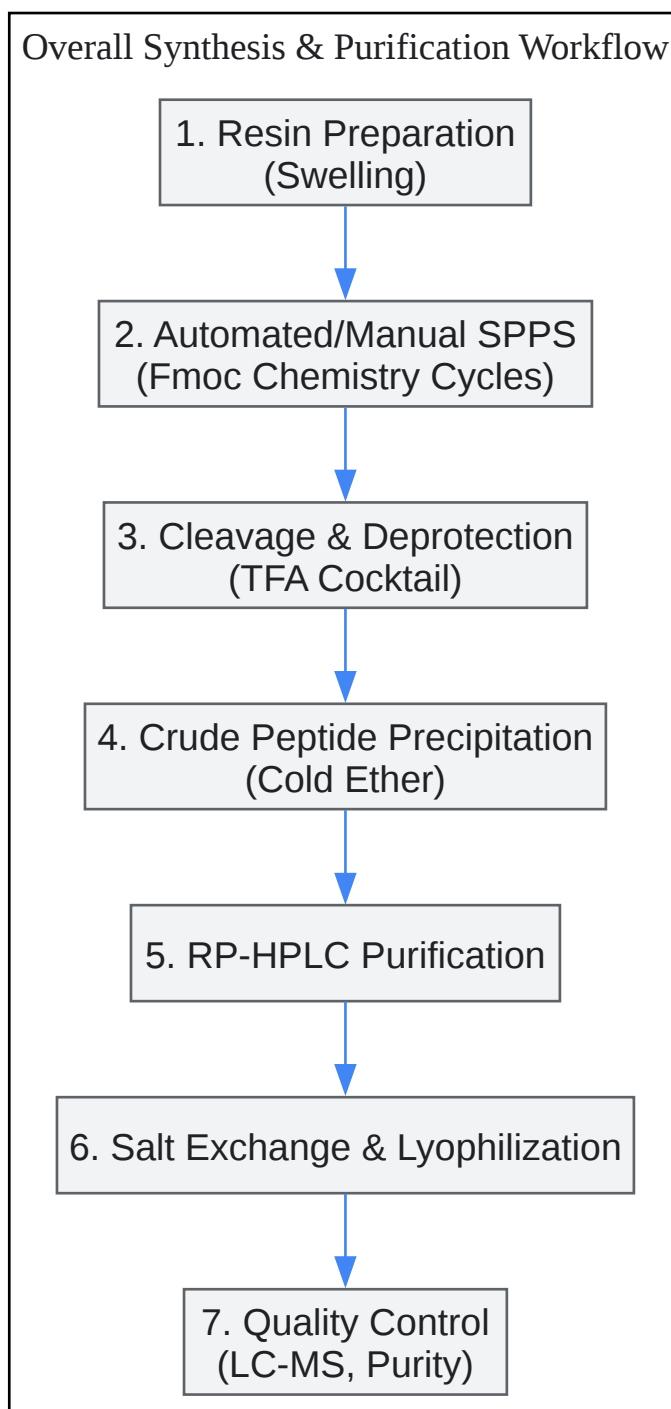 Overall Synthesis & Purification Workflow
1. Resin Preparation
(Swelling)
2. Automated/Manual SPPS
(Fmoc Chemistry Cycles)
3. Cleavage & Deprotection
(TFA Cocktail)
4. Crude Peptide Precipitation
(Cold Ether)
5. RP-HPLC Purification
6. Salt Exchange & Lyophilization
7. Quality Control
(LC-MS, Purity)